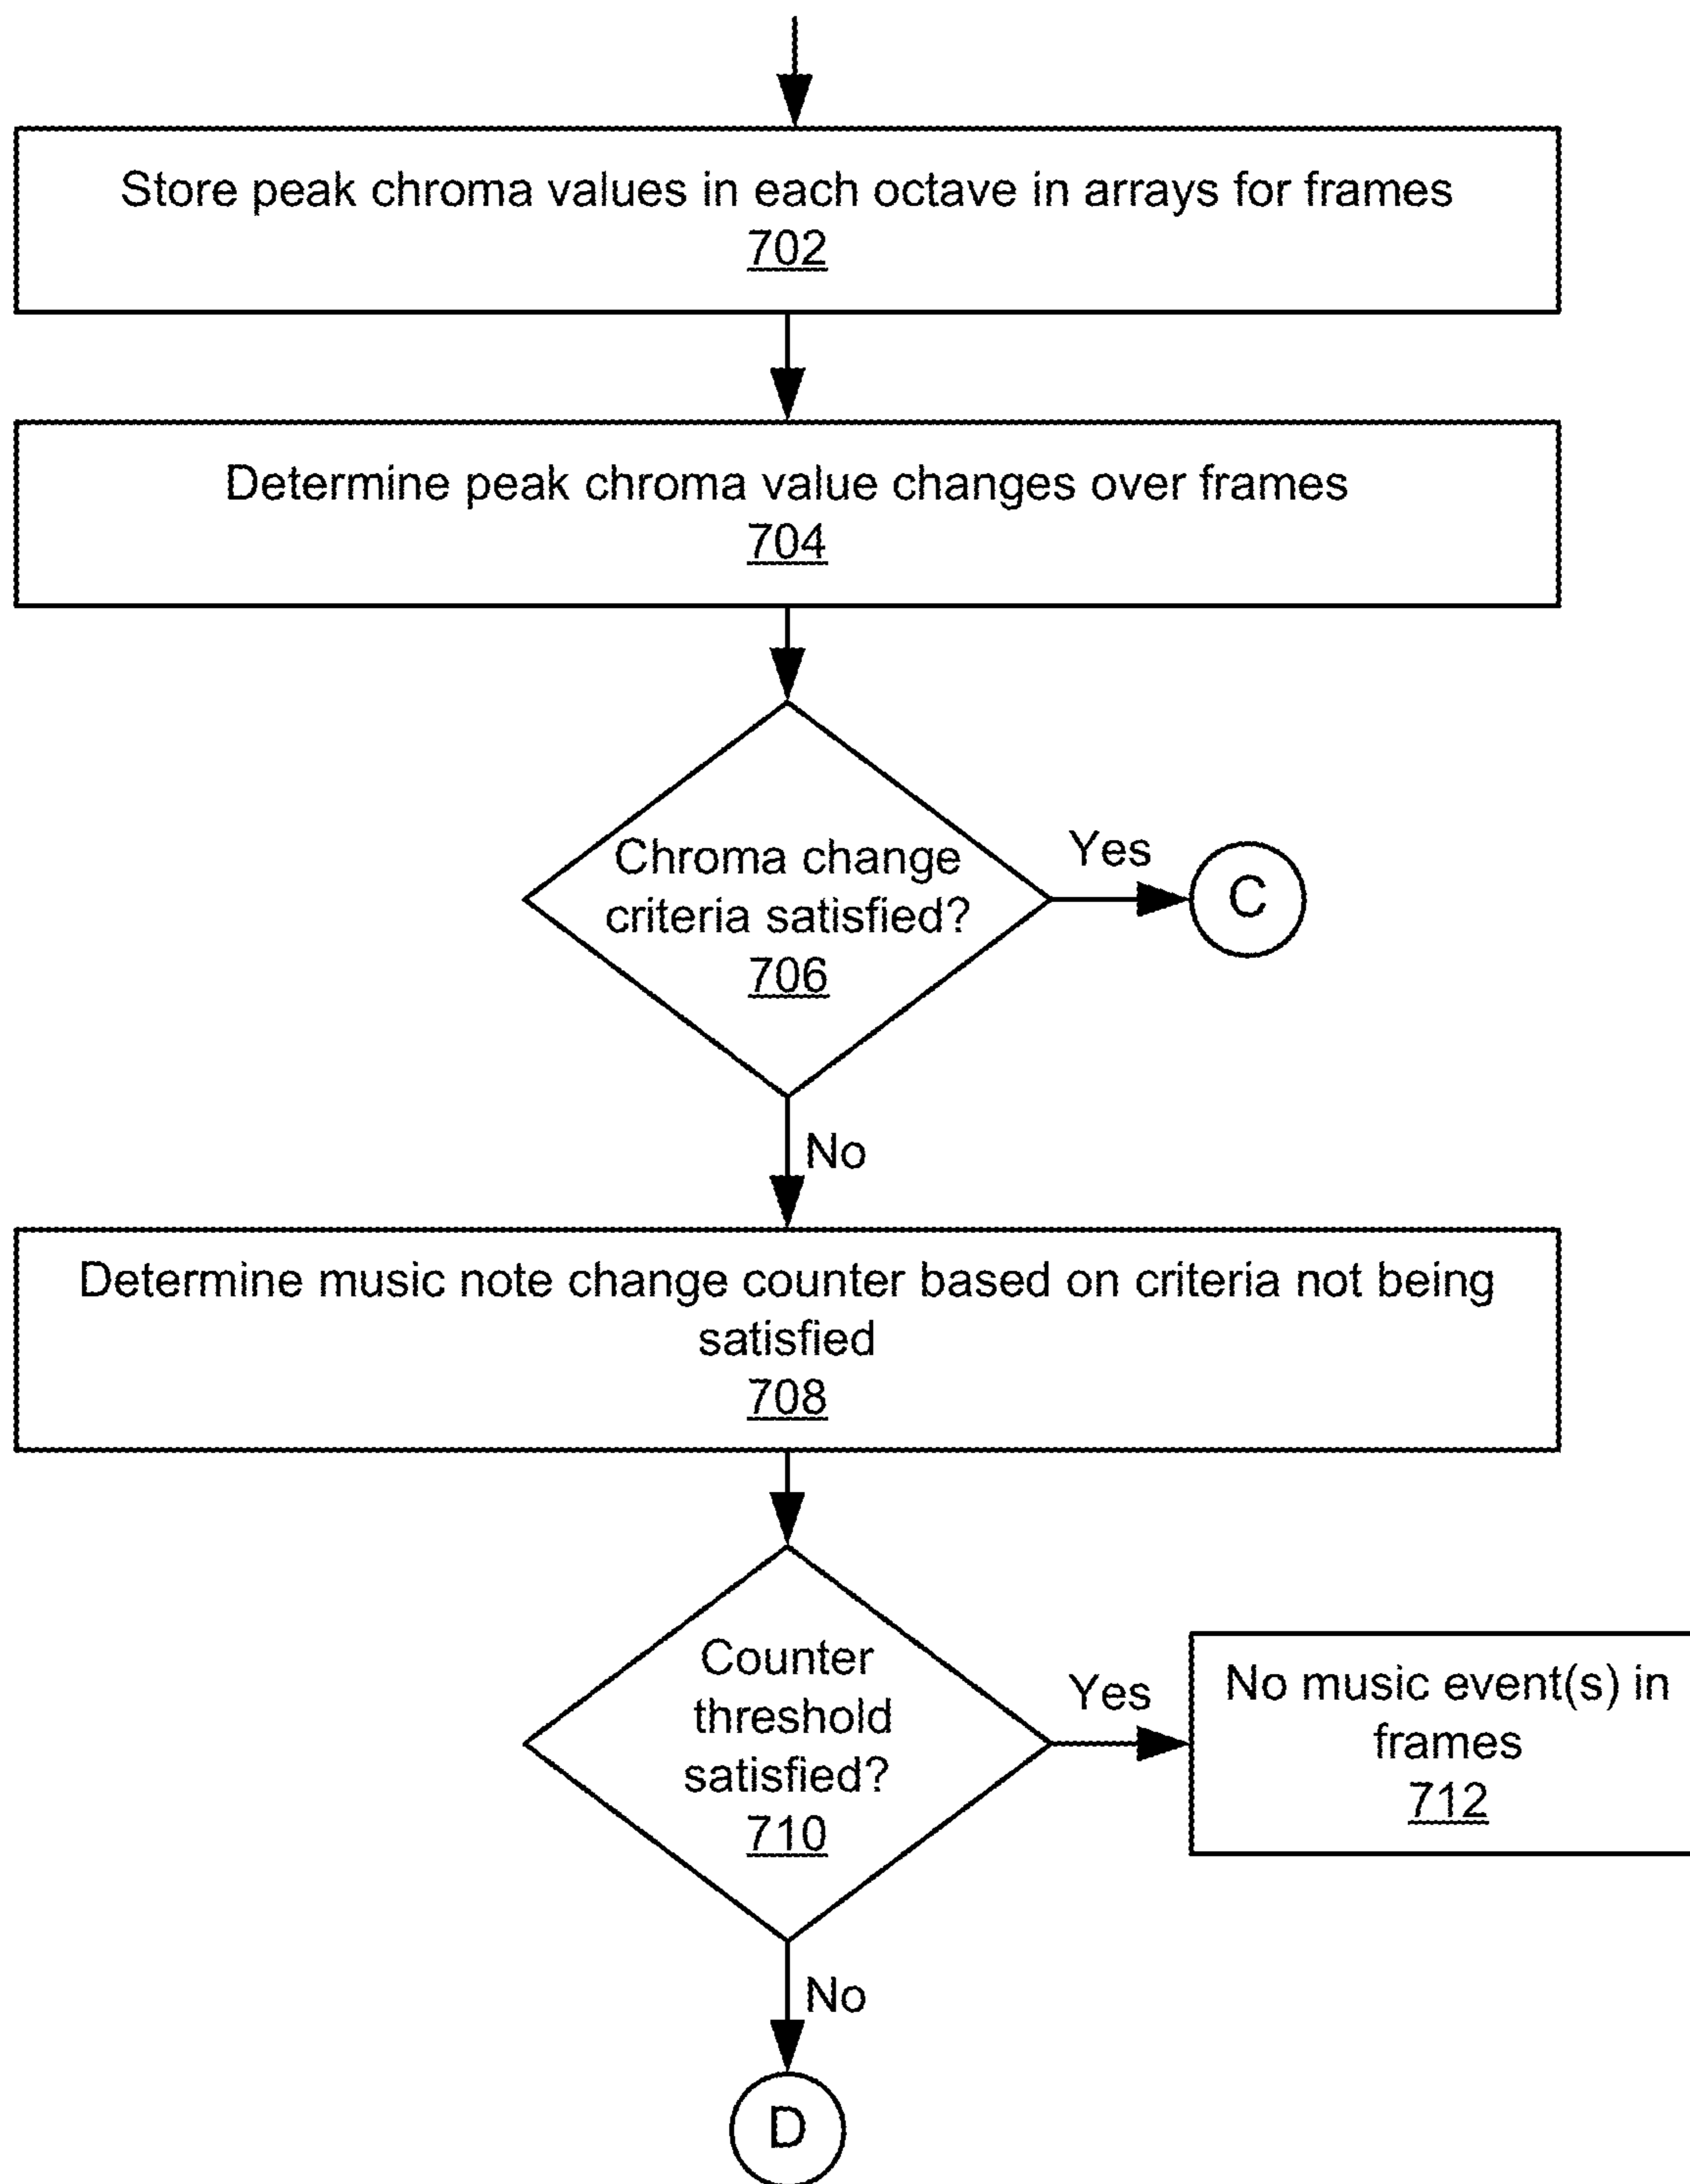 Store peak chroma values in each octave in arrays for frames
702
Determine peak chroma value changes over frames
704
Chroma change
criteria satisfied?
706
Yes
C
No
Determine music note change counter based on criteria not being
satisfied
708
Counter
threshold
satisfied?
710
Yes
No music event(s) in
frames
712
No
D